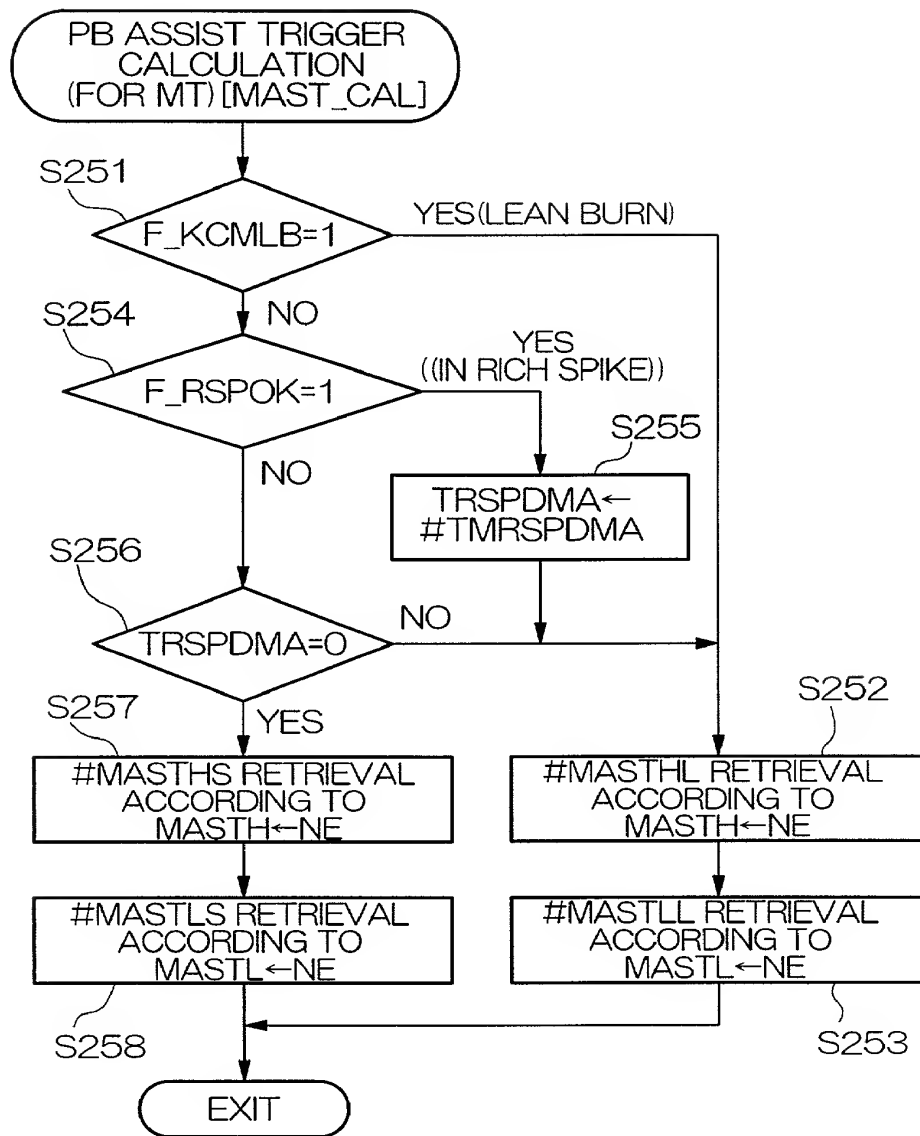 PB ASSIST TRIGGER
CALCULATION
(FOR MT) [MAST_CAL]
S251
F_KCMLB=1
YES(LEAN BURN)
NO
S254
F_RSPOK=1
YES
((IN RICH SPIKE))
NO
S255
TRSPDMA←
#TMRSPDMA
S256
TRSPDMA=0
NO
YES
S257
#MASTHS RETRIEVAL
ACCORDING TO
MASTH←NE
S252
#MASTHL RETRIEVAL
ACCORDING TO
MASTH←NE
#MASTLS RETRIEVAL
ACCORDING TO
MASTL←NE
S258
#MASTLL RETRIEVAL
ACCORDING TO
MASTL←NE
S253
EXIT